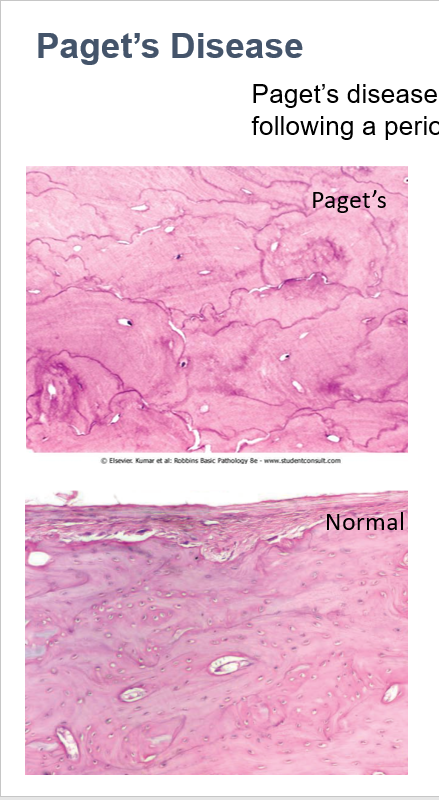 Paget’s Disease
Paget’s disease
following a perio
Paget’s
© Elsevier. Kumar et al: Robbins Basic Pathology 8e - www.studentconsult.com
Normal